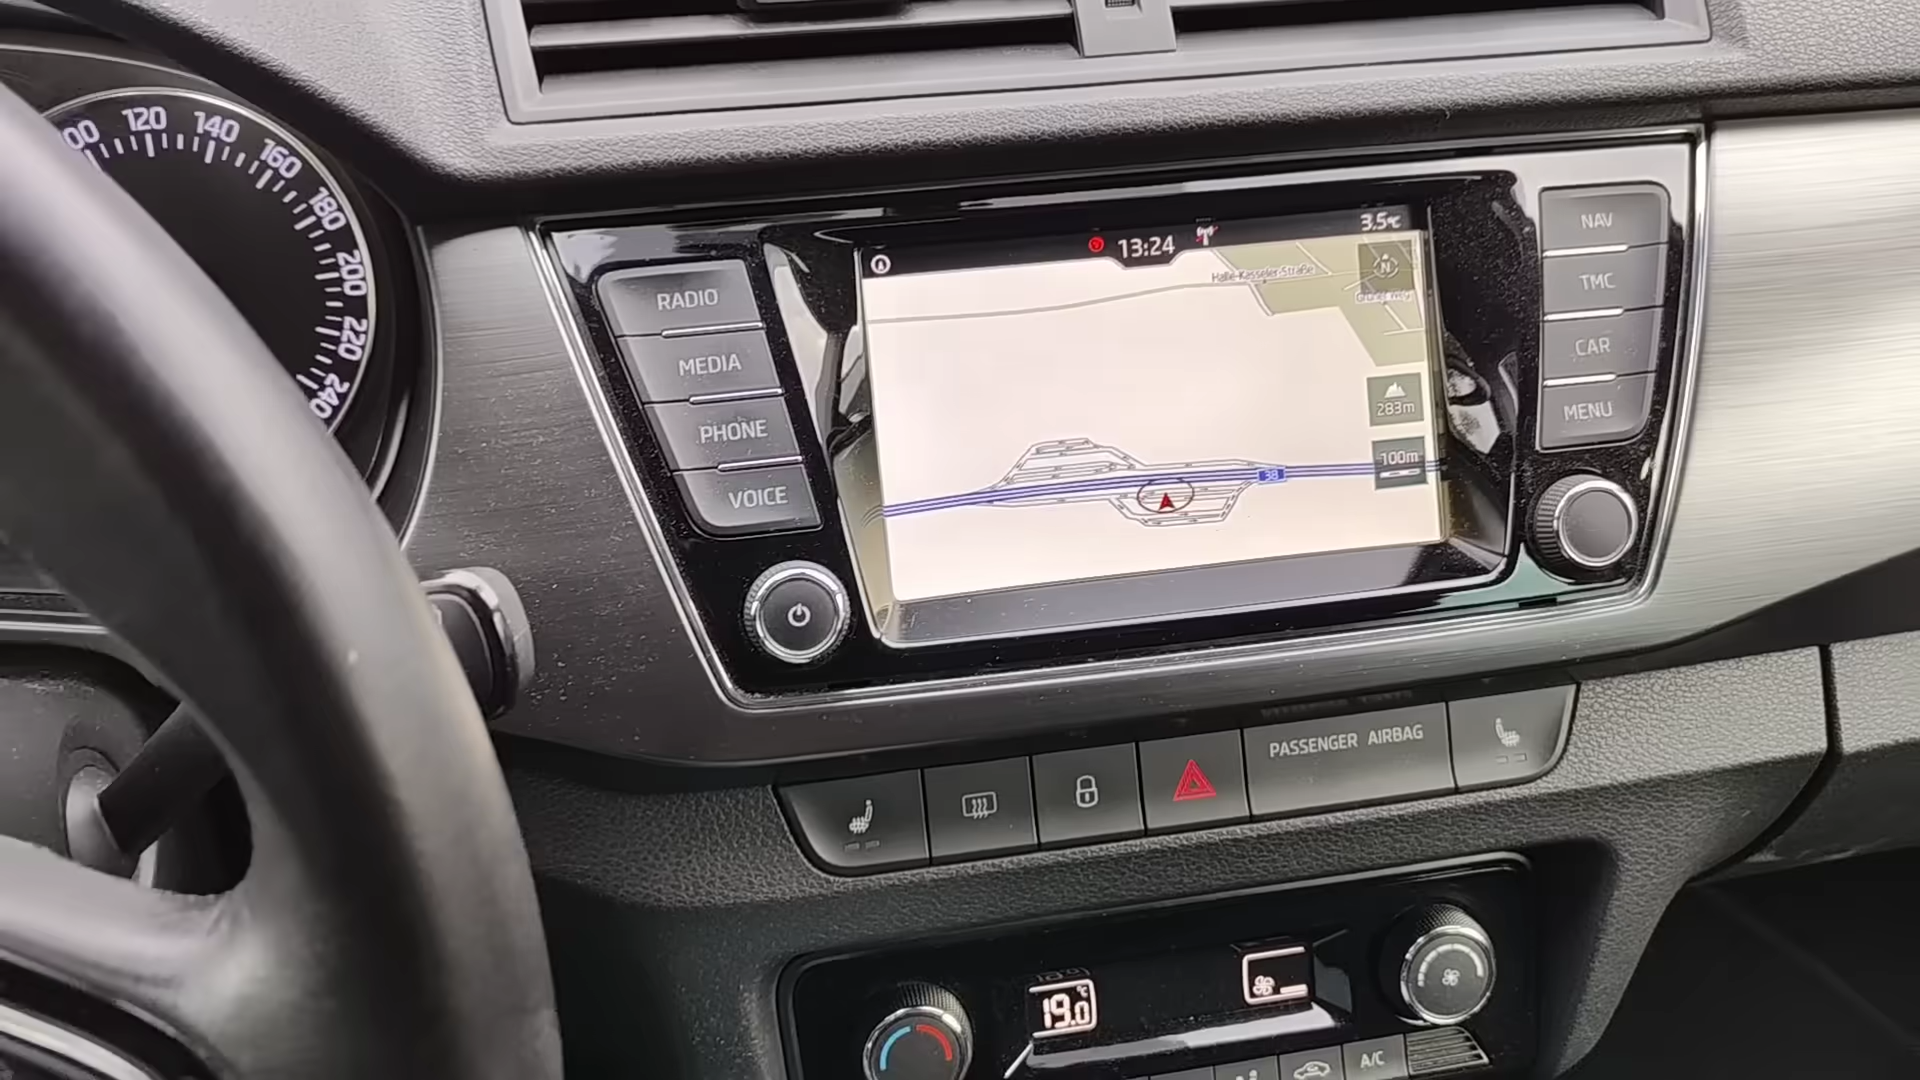 120
140
160
180
200
220
240
RADIO
MEDIA
PHONE
VOICE
13:24
3.5°C
Halle-Kasseler-Straße
N
283m
100m
38
NAV
TMC
CAR
MENU
PASSENGER AIRBAG
19.0°C
A/C